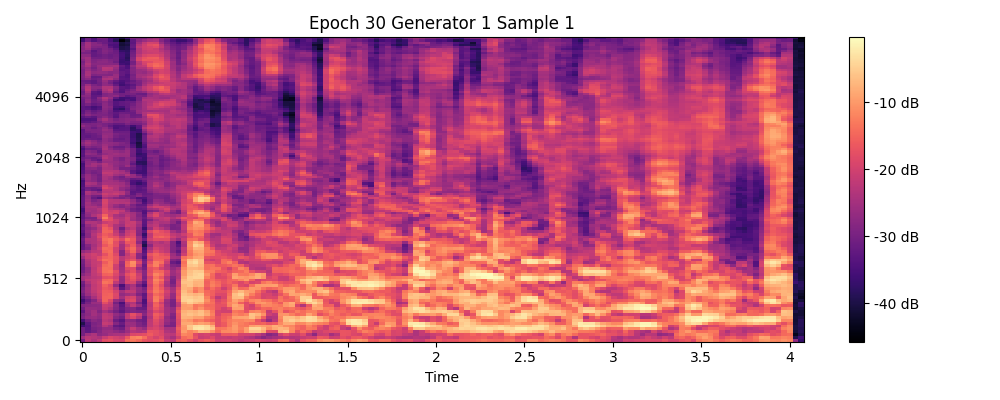 Epoch 30 Generator 1 Sample 1
Hz
4096
2048
1024
512
0
0 0.5 1 1.5 2 2.5 3 3.5 4
Time
-10 dB
-20 dB
-30 dB
-40 dB